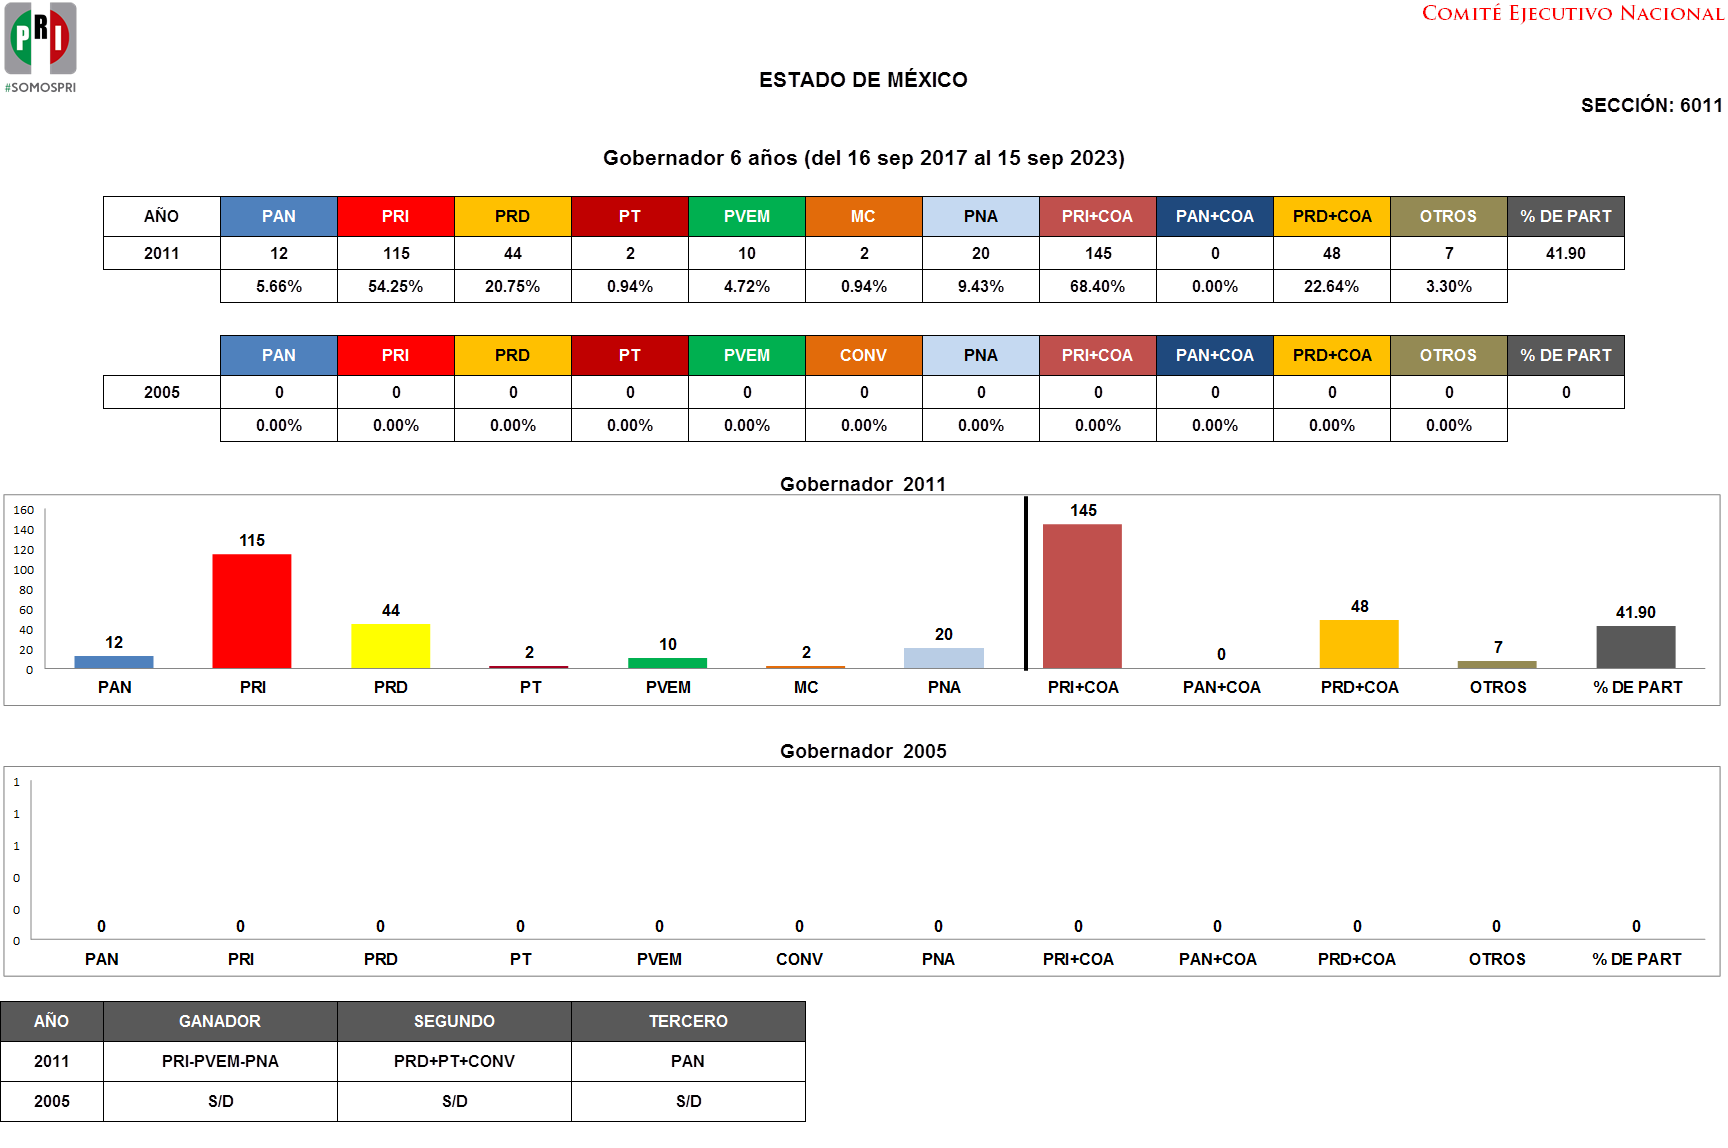 PRI
#SOMOSPRI
COMITÉ EJECUTIVO NACIONAL
ESTADO DE MÉXICO
SECCIÓN: 6011
Gobernador 6 años (del 16 sep 2017 al 15 sep 2023)
AÑO PAN PRI PRD PT PVEM MC PNA PRI+COA PAN+COA PRD+COA OTROS % DE PART
2011 12 115 44 2 10 2 20 145 0 48 7 41.90
5.66% 54.25% 20.75% 0.94% 4.72% 0.94% 9.43% 68.40% 0.00% 22.64% 3.30%
PAN PRI PRD PT PVEM CONV PNA PRI+COA PAN+COA PRD+COA OTROS % DE PART
2005 0 0 0 0 0 0 0 0 0 0 0 0
0.00% 0.00% 0.00% 0.00% 0.00% 0.00% 0.00% 0.00% 0.00% 0.00% 0.00%
Gobernador 2011
160
140
120
100
80
60
40
20
0
12 115 44 2 10 2 20 145 0 48 7 41.90
PAN PRI PRD PT PVEM MC PNA PRI+COA PAN+COA PRD+COA OTROS % DE PART
Gobernador 2005
1
1
1
0
0
0
0 0 0 0 0 0 0 0 0 0 0 0
PAN PRI PRD PT PVEM CONV PNA PRI+COA PAN+COA PRD+COA OTROS % DE PART
AÑO GANADOR SEGUNDO TERCERO
2011 PRI-PVEM-PNA PRD+PT+CONV PAN
2005 S/D S/D S/D